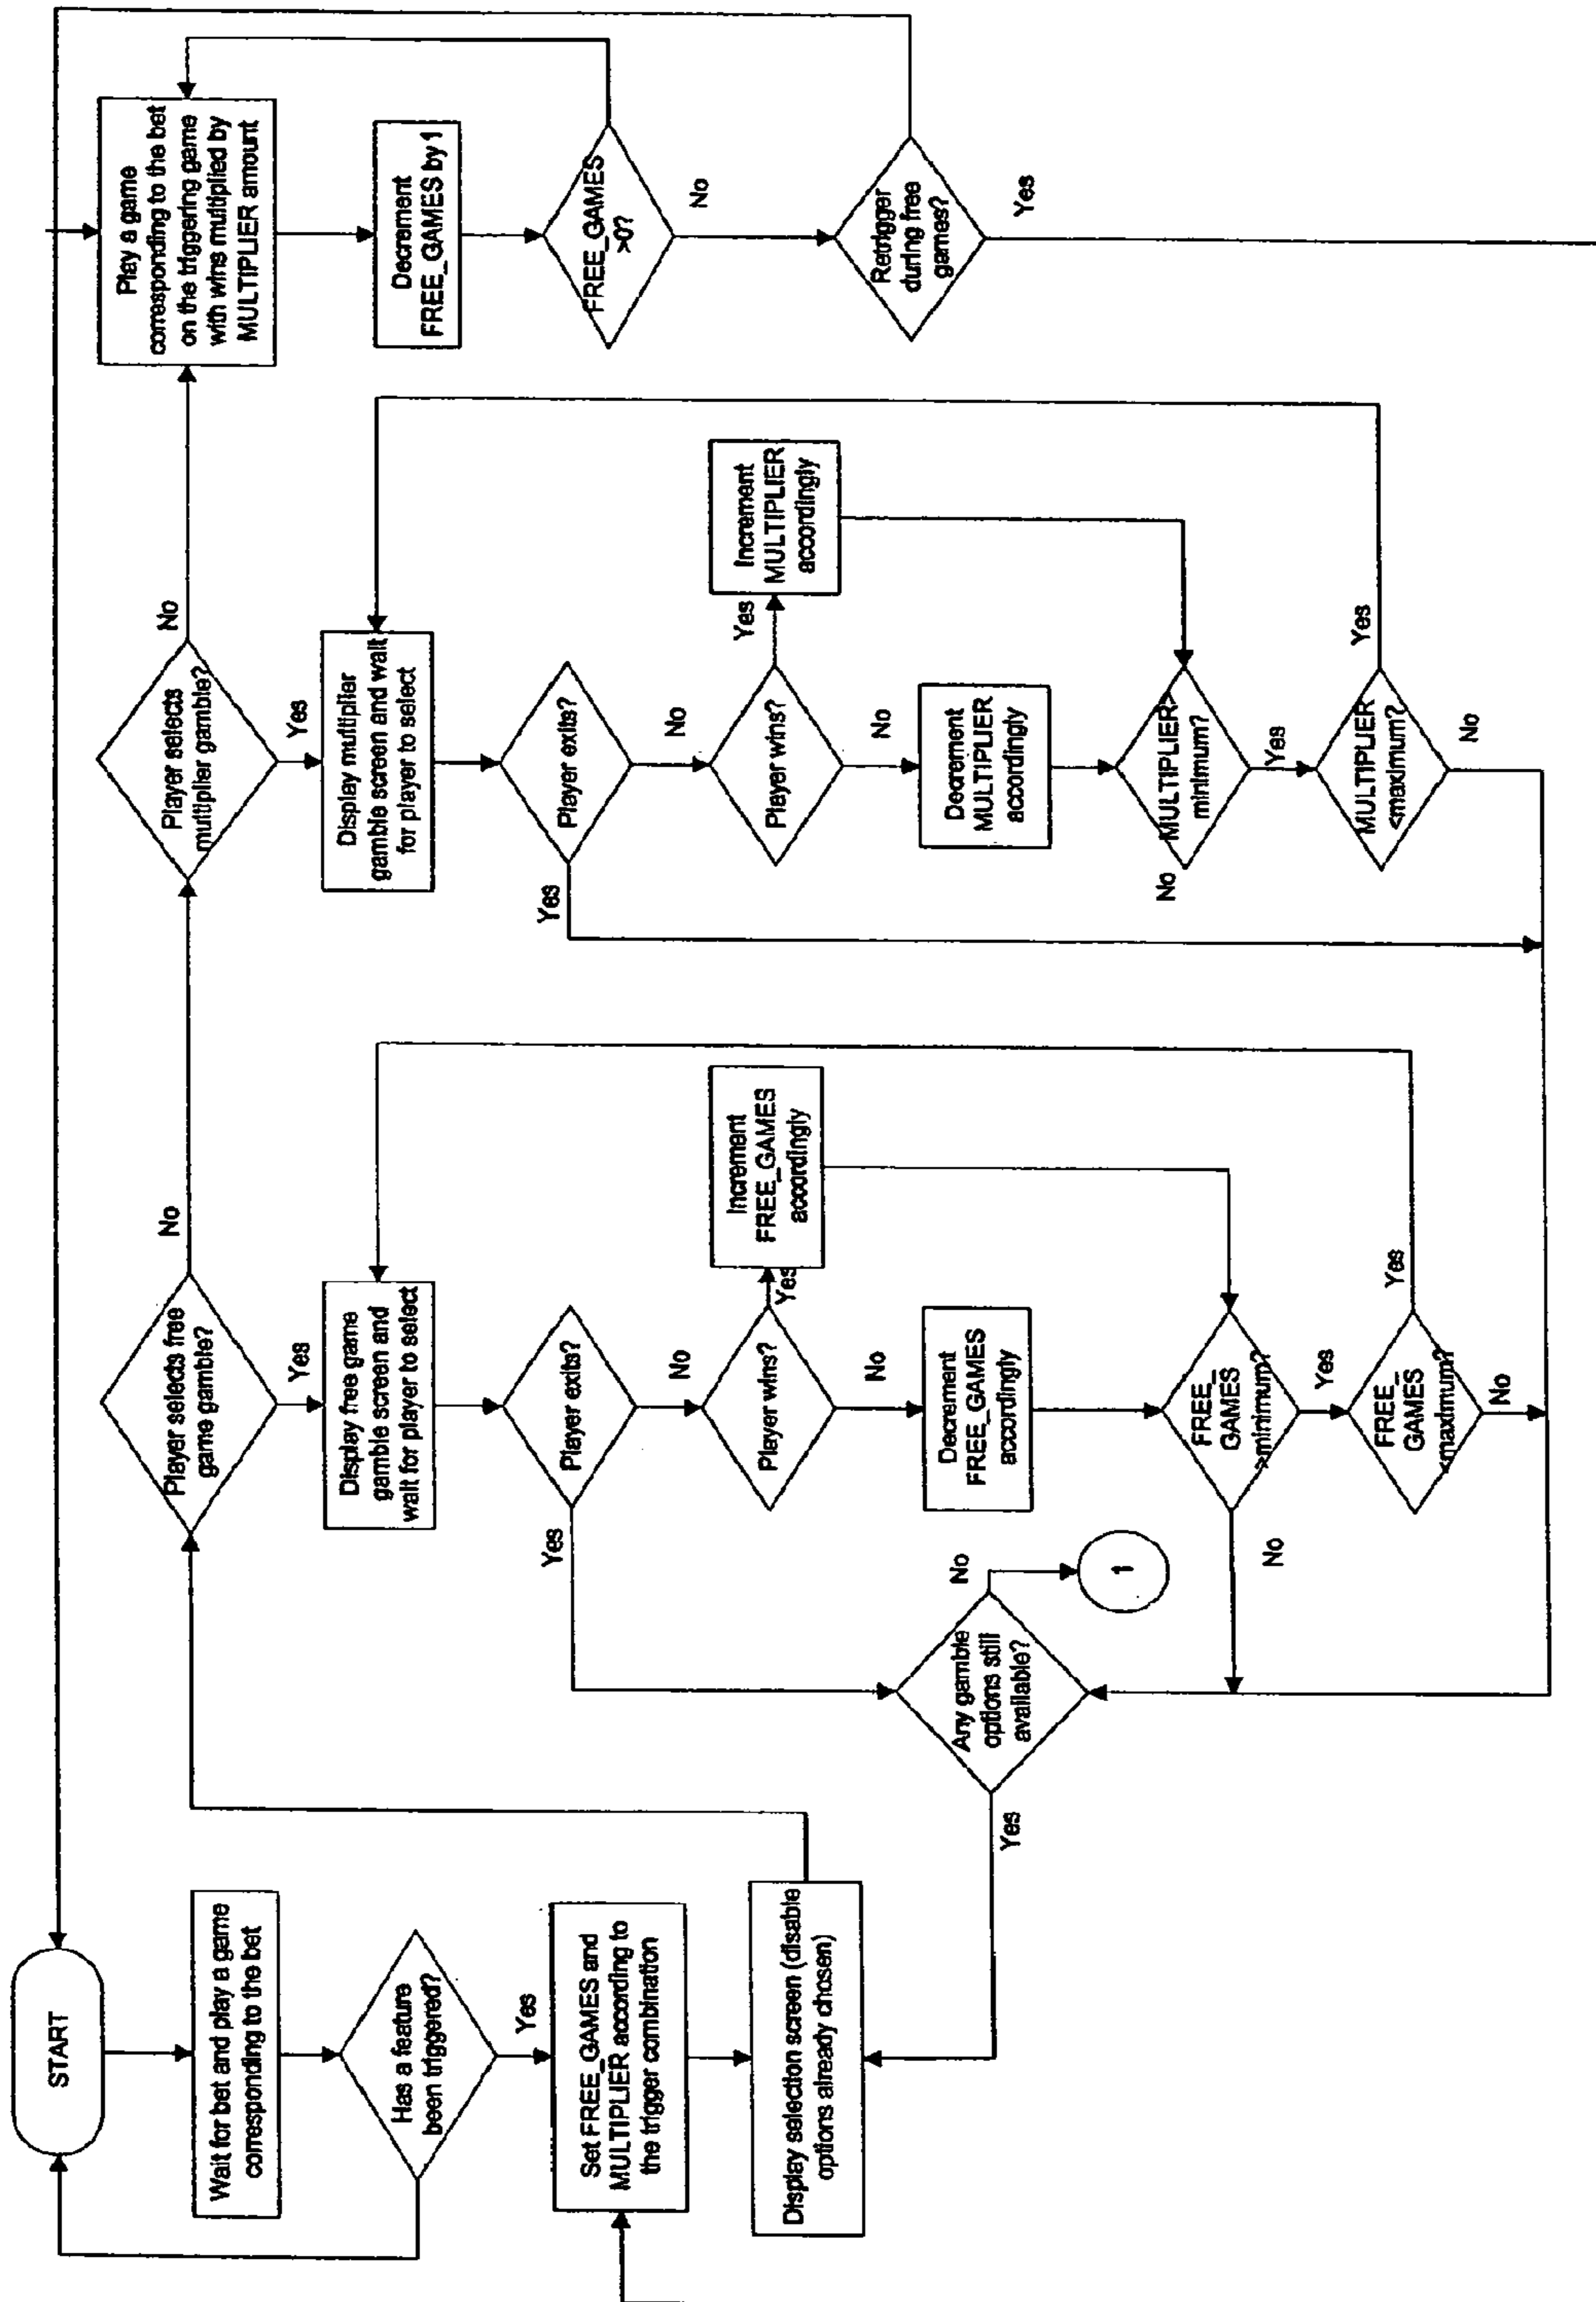 START
Wait for bet and play a game
corresponding to the bet
Has a feature
been triggered?
Yes
Set FREE_GAMES and
MULTIPLIER according to
the trigger combination
Display selection screen (disable
options already chosen)
Player selects free
game gamble?
No
Yes
Display free game
gamble screen and
wait for player to select
Player exits?
Yes
No
Player wins?
Yes
Increment
FREE_GAMES
accordingly
No
Decrement
FREE_GAMES
accordingly
FREE_
GAMES
>minimum?
No
Yes
FREE_
GAMES
<maximum?
Yes
No
Any gamble
options still
available?
No
1
Yes
Player selects
multiplier gamble?
No
Yes
Display mutiplier
gamble screen and wait
for player to select
Player exits?
Yes
No
Player wins?
Yes
Increment
MULTIPLIER
accordingly
No
Decrement
MULTIPLIER
accordingly
MULTIPLIER>
minimum?
No
Yes
MULTIPLIER
<maximum?
Yes
No
Play a game
corresponding to the bet
on the triggering game
with wins multiplied by
MULTIPLIER amount
Decrement
FREE_GAMES by 1
FREE_GAMES
>0?
No
Retrigger
during free
games?
Yes